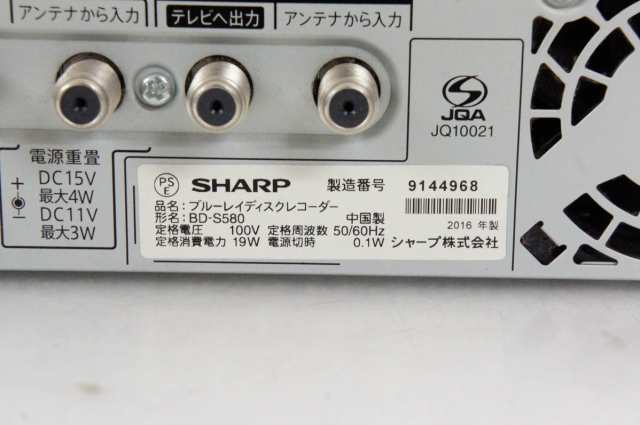 アンテナから入力
テレビへ出力
アンテナから入力
JQA
JQ10021
電源重畳
DC15V
最大4W
DC11V
最大3W
PS
E
SHARP
製造番号 9144968
品名: ブルーレイディスクレコーダー
形名: BD-S580 中国製
2016 年製
定格電圧 100V 定格周波数 50/60Hz
定格消費電力 19W 電源切時 0.1W シャープ株式会社